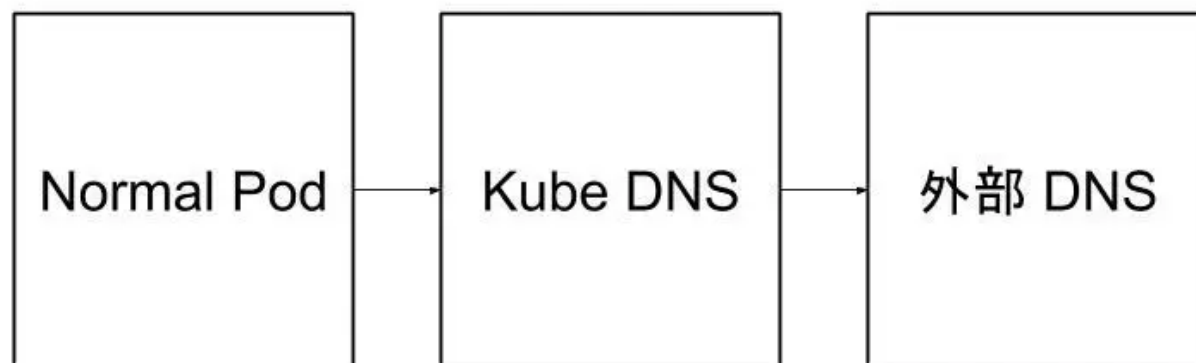 Normal Pod
Kube DNS
外部 DNS